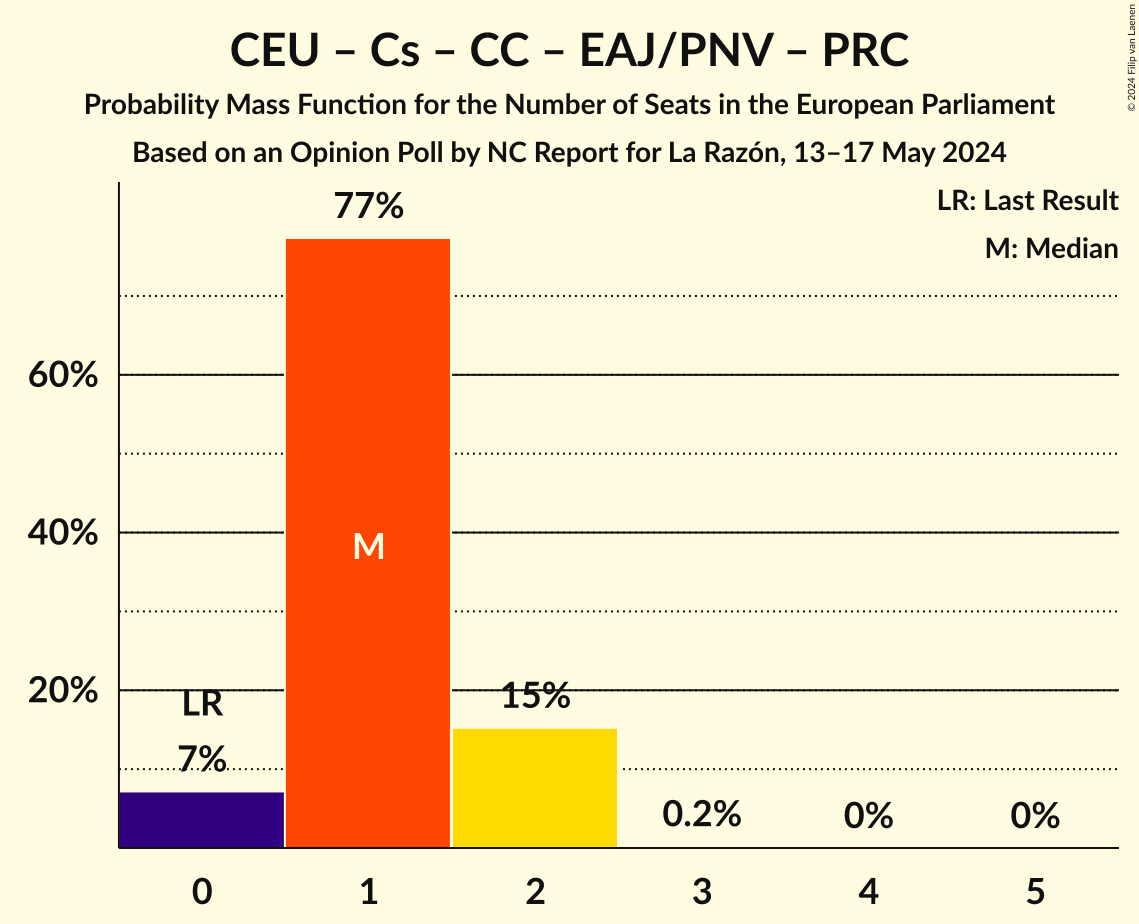 CEU – Cs – CC – EAJ/PNV – PRC
Probability Mass Function for the Number of Seats in the European Parliament
Based on an Opinion Poll by NC Report for La Razón, 13–17 May 2024
© 2024 Filip van Laenen
LR: Last Result
M: Median
77%
60%
40%
M
20%
LR
15%
7%
0.2%
0%
0%
0 1 2 3 4 5